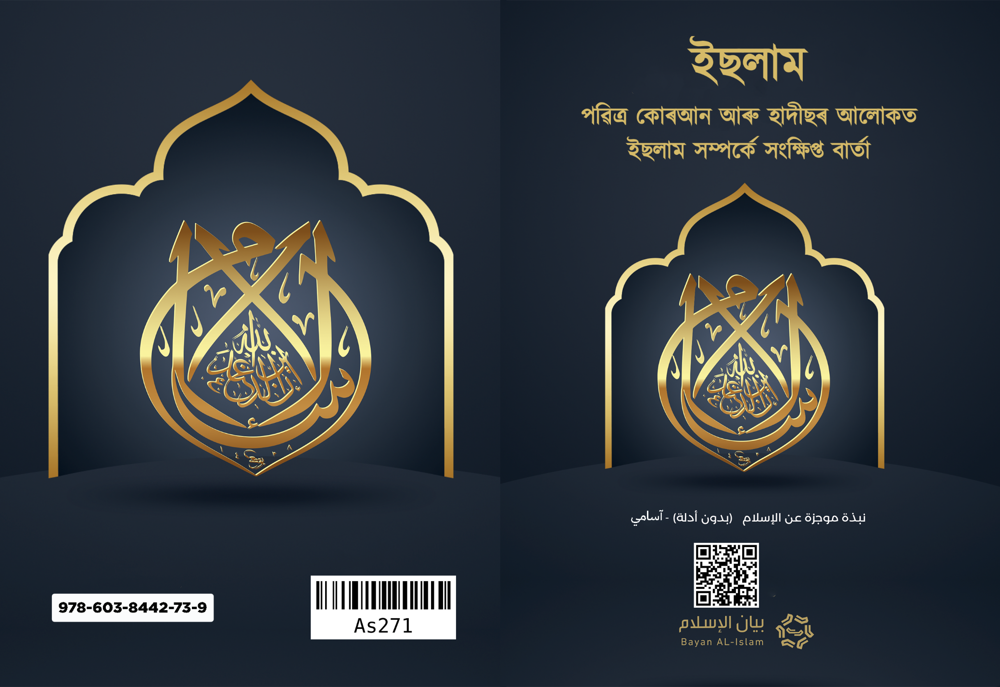 ইছলাম
পৱিত্ৰ কোৰআন আৰু হাদীছৰ আলোকত
ইছলাম সম্পৰ্কে সংক্ষিপ্ত বাৰ্তা
نبذة موجزة عن الإسلام (بدون أدلة) - آسامي
بيان الإسلام
Bayan AL-Islam
978-603-8442-73-9
As271